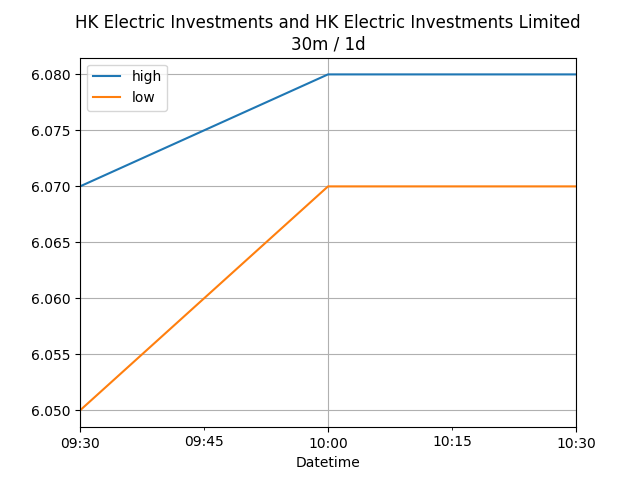 HK Electric Investments and HK Electric Investments Limited
30m / 1d
high
low
6.080
6.075
6.070
6.065
6.060
6.055
6.050
09:30
09:45
10:00
10:15
10:30
Datetime